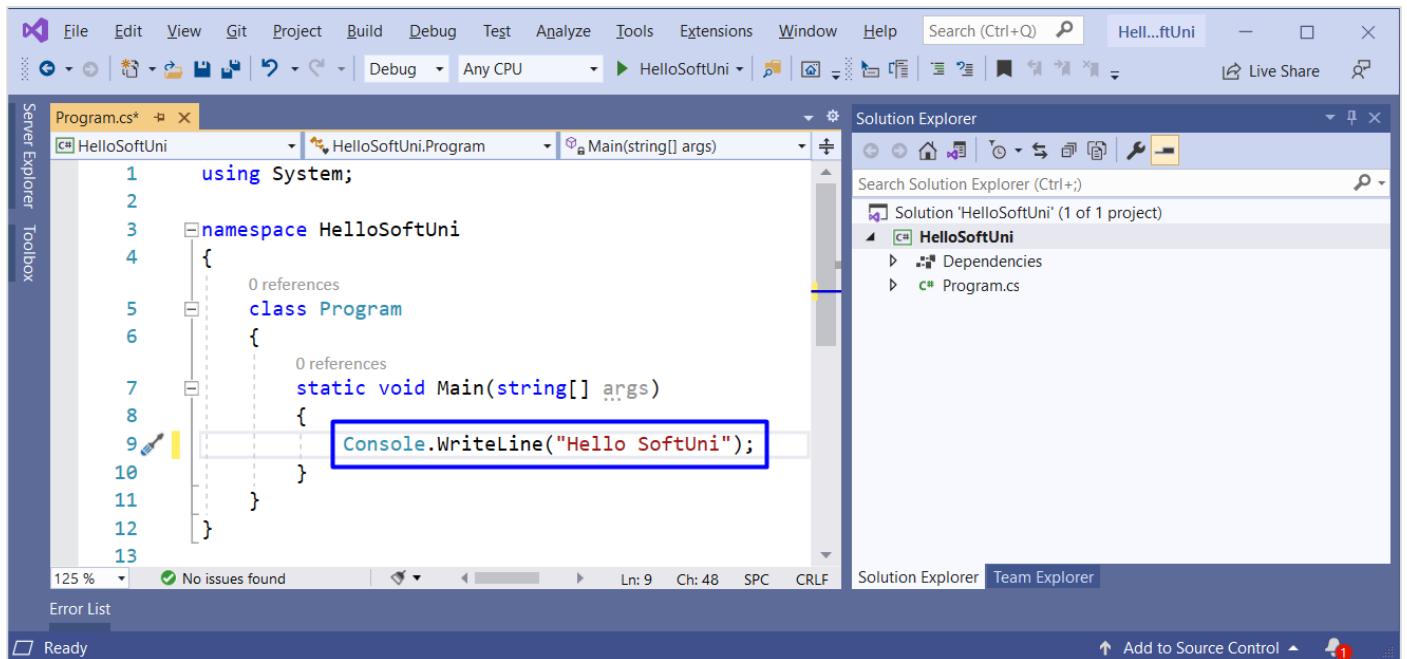 File Edit View Git Project Build Debug Test Analyze Tools Extensions Window Help Search (Ctrl+Q) Hell...ftUni
Debug Any CPU HelloSoftUni Live Share
Server Explorer
Toolbox
Program.cs*
C# HelloSoftUni HelloSoftUni.Program Main(string[] args)
1 using System;
2
3 namespace HelloSoftUni
4 {
0 references
5 class Program
6 {
0 references
7 static void Main(string[] args)
8 {
9 Console.WriteLine("Hello SoftUni");
10 }
11 }
12 }
13
125 % No issues found Ln: 9 Ch: 48 SPC CRLF
Solution Explorer
Search Solution Explorer (Ctrl+;)
Solution 'HelloSoftUni' (1 of 1 project)
C# HelloSoftUni
Dependencies
C# Program.cs
Solution Explorer Team Explorer
Error List
Ready Add to Source Control 1